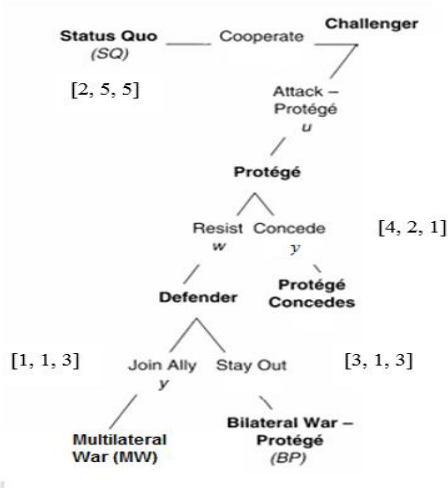 Challenger
Status Quo
Cooperate
(SQ)
[2, 5, 5]
Attack –
Protégé
u
Protégé
Resist Concede
[4, 2, 1]
w y
Defender
Protégé
Concedes
[1, 1, 3]
Join Ally Stay Out
[3, 1, 3]
y
Multilateral
War (MW)
Bilateral War –
Protégé
(BP)